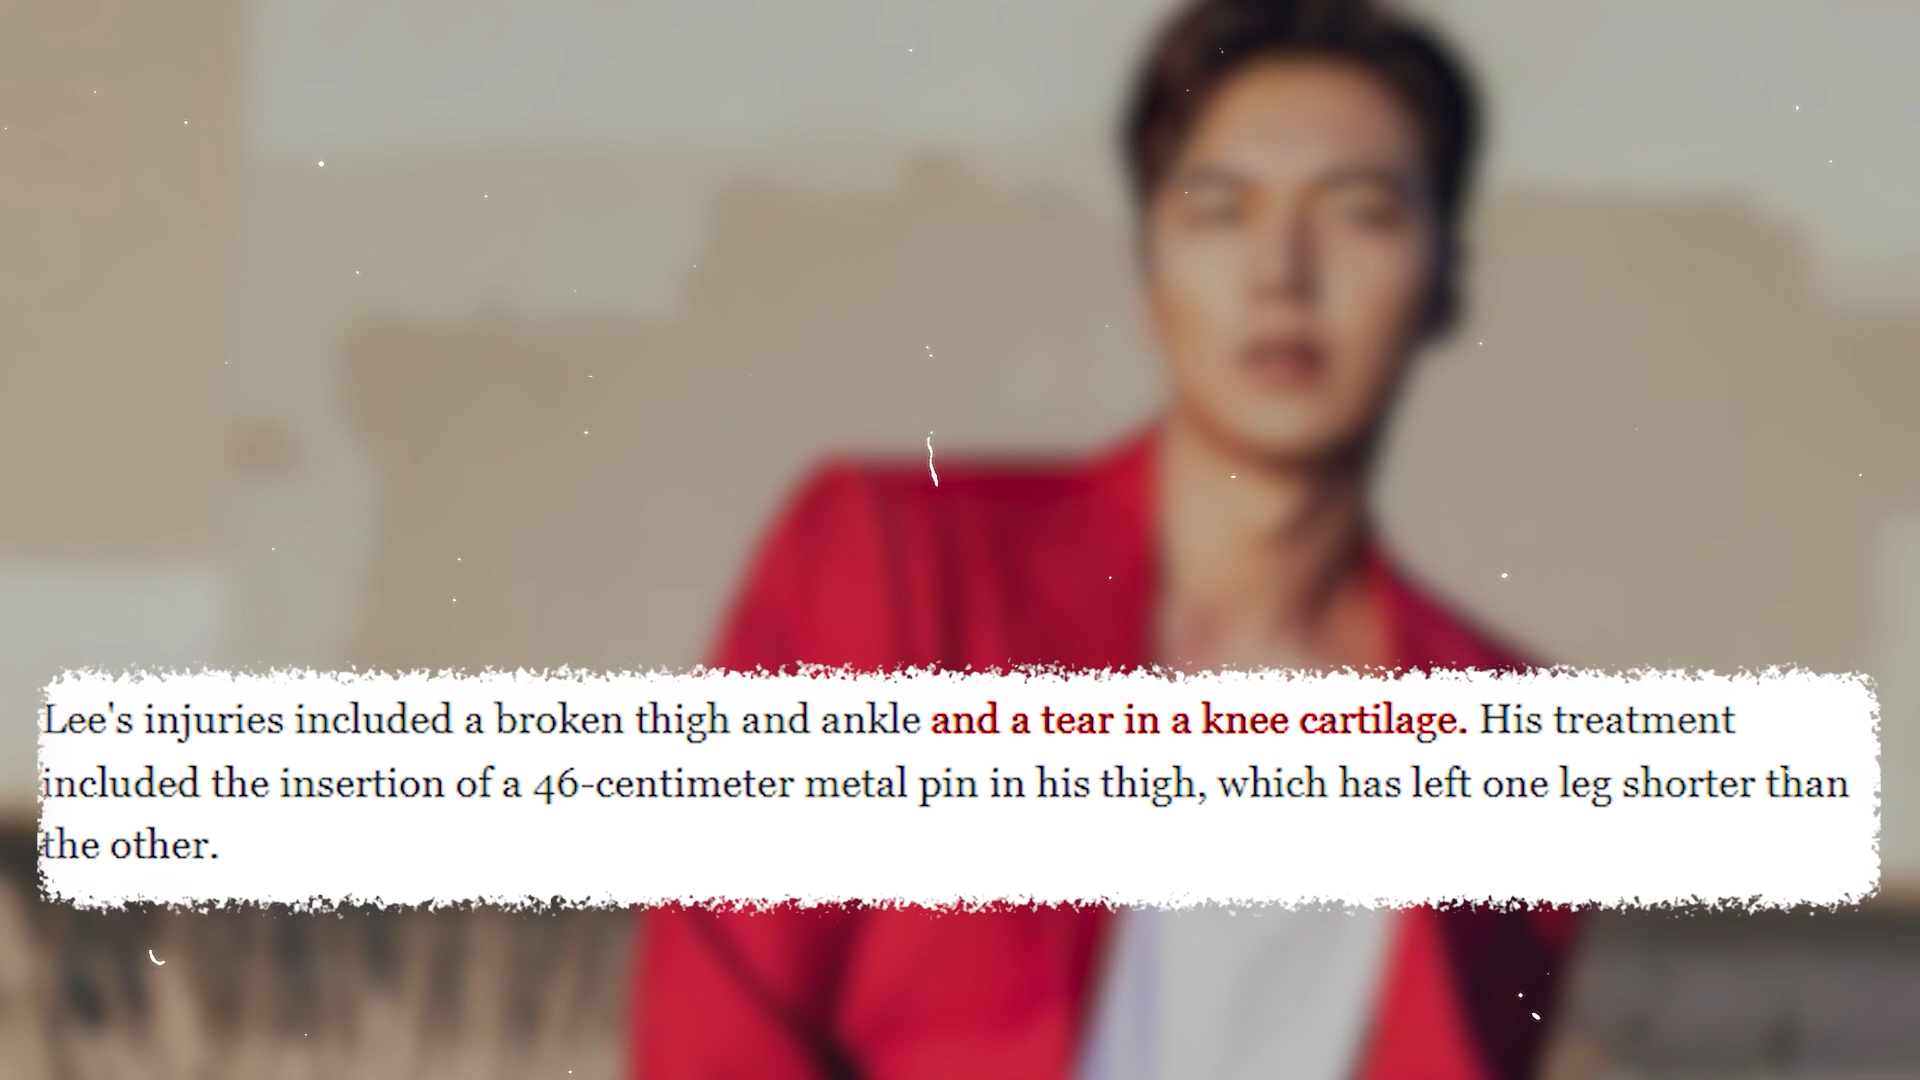 Lee's injuries included a broken thigh and ankle and a tear in a knee cartilage. His treatment
included the insertion of a 46-centimeter metal pin in his thigh, which has left one leg shorter than
the other.